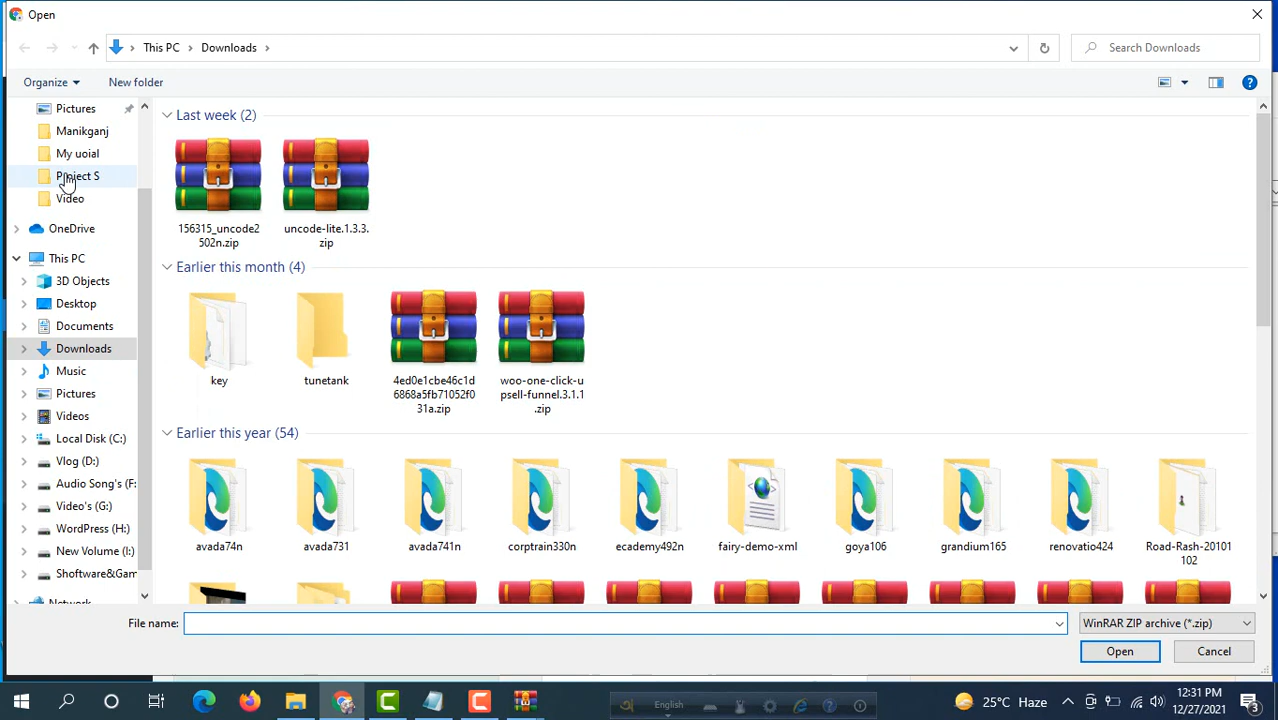 Open
This PC
Downloads
Search Downloads
Organize
New folder
Pictures
Manikganj
My uoial
Project S
Video
OneDrive
This PC
3D Objects
Desktop
Documents
Downloads
Music
Pictures
Videos
Local Disk (C:)
Vlog (D:)
Audio Song's (F:
Video's (G:)
WordPress (H:)
New Volume (I:)
Shoftware&Gam
Network
Last week (2)
156315_uncode2
502n.zip
uncode-lite.1.3.3.
zip
Earlier this month (4)
key
tunetank
4ed0e1cbe46c1d
6868a5fb71052f0
31a.zip
woo-one-click-u
psell-funnel.3.1.1
.zip
Earlier this year (54)
avada74n
avada731
avada741n
corptrain330n
ecademy492n
fairy-demo-xml
goya106
grandium165
renovatio424
Road-Rash-20101
102
File name:
WinRAR ZIP archive (*.zip)
Open
Cancel
English
25°C Haze
12:31 PM
12/27/2021
3